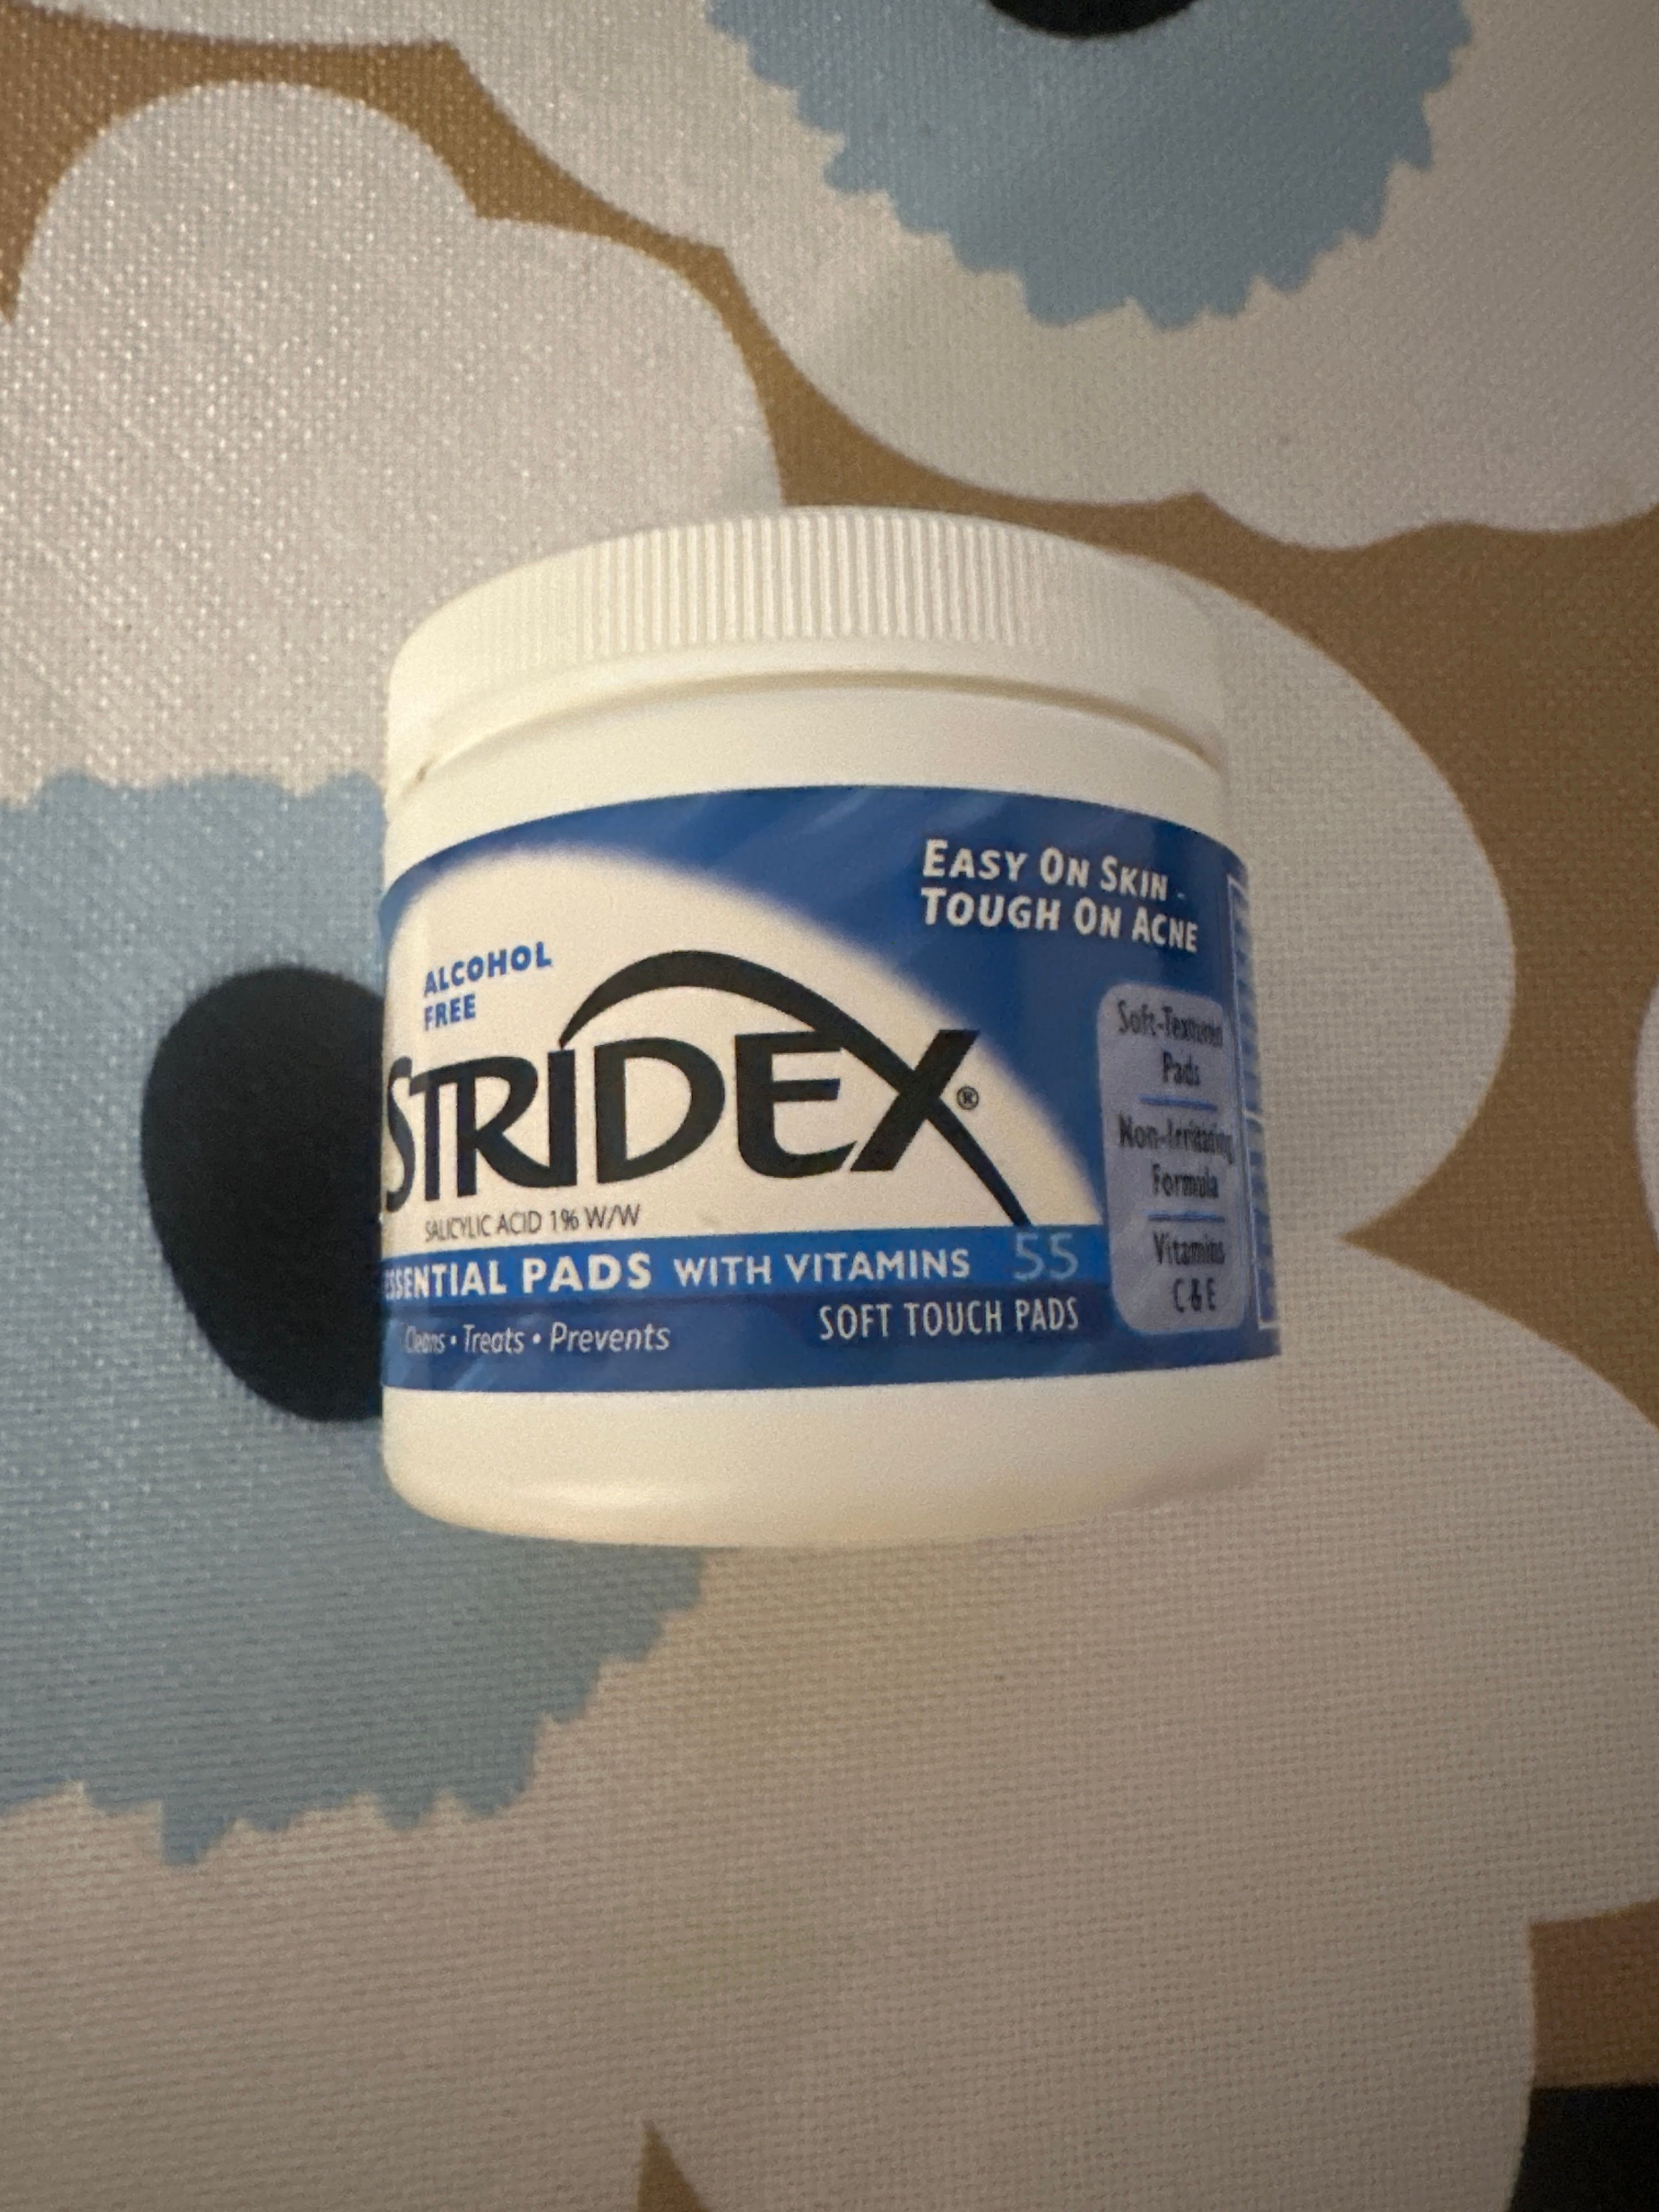 EASY ON SKIN -
TOUGH ON ACNE
ALCOHOL
FREE
STRIDEX®
SALICYLIC ACID 1% W/W
ESSENTIAL PADS WITH VITAMINS 55
SOFT TOUCH PADS
Cleans • Treats • Prevents
Soft-Textured
Pads
Non-Irritating
Formula
Vitamins
C & E